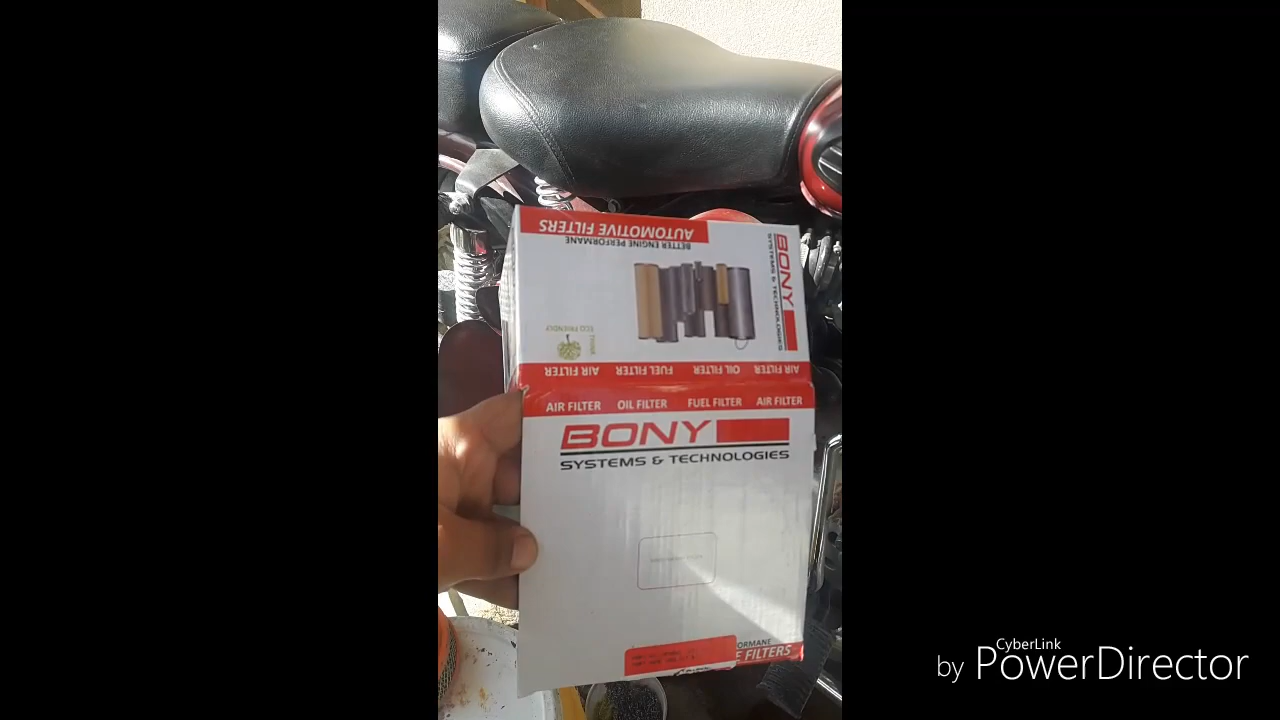 AUTOMOTIVE FILTERS
BETTER ENGINE PERFORMANE
BONY
SYSTEMS & TECHNOLOGIES
THINK
ECO FRIENDLY
AIR FILTER OIL FILTER FUEL FILTER AIR FILTER
AIR FILTER OIL FILTER FUEL FILTER AIR FILTER
BONY
SYSTEMS & TECHNOLOGIES
FILTERS
CyberLink
by PowerDirector